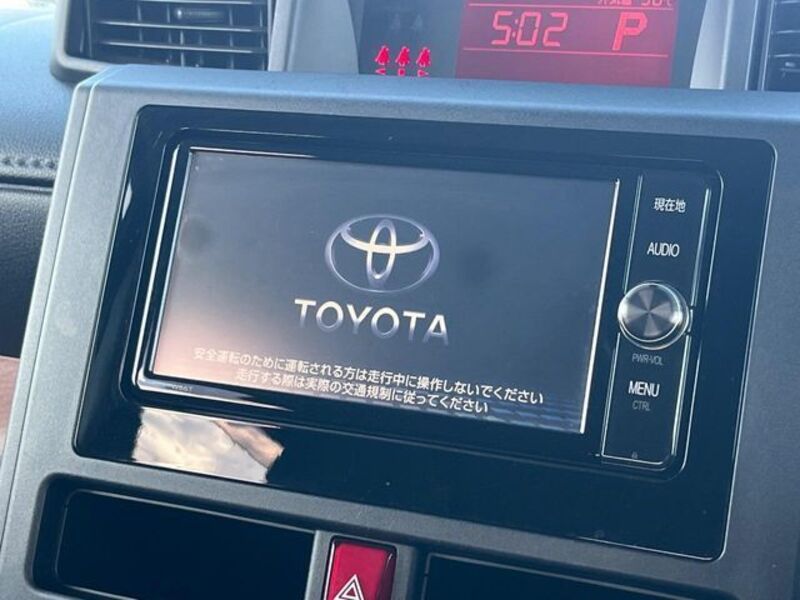 5:02 P
現在地
AUDIO
TOYOTA
PWR-VOL
安全運転のために運転される方は走行中に操作しないでください
走行する際は実際の交通規制に従ってください
MENU
CTRL